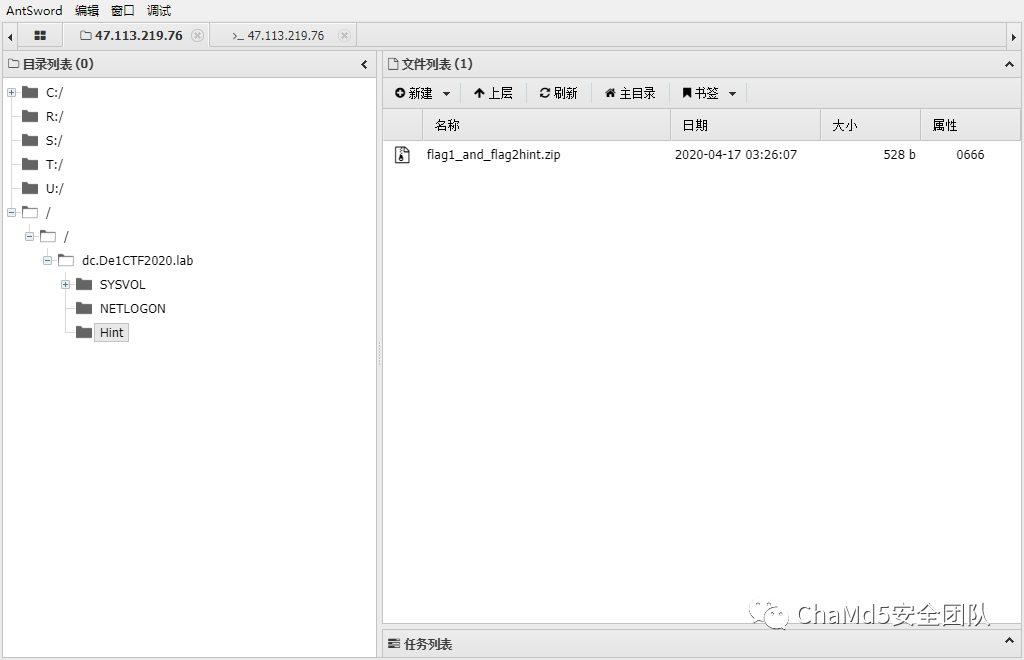 AntSword 编辑 窗口 调试
47.113.219.76 >_ 47.113.219.76
目录列表 (0)
C:/
R:/
S:/
T:/
U:/
/
/
dc.De1CTF2020.lab
SYSVOL
NETLOGON
Hint
文件列表 (1)
新建 上层 刷新 主目录 书签
名称 日期 大小 属性
flag1_and_flag2hint.zip 2020-04-17 03:26:07 528 b 0666
ChaMd5安全团队
任务列表